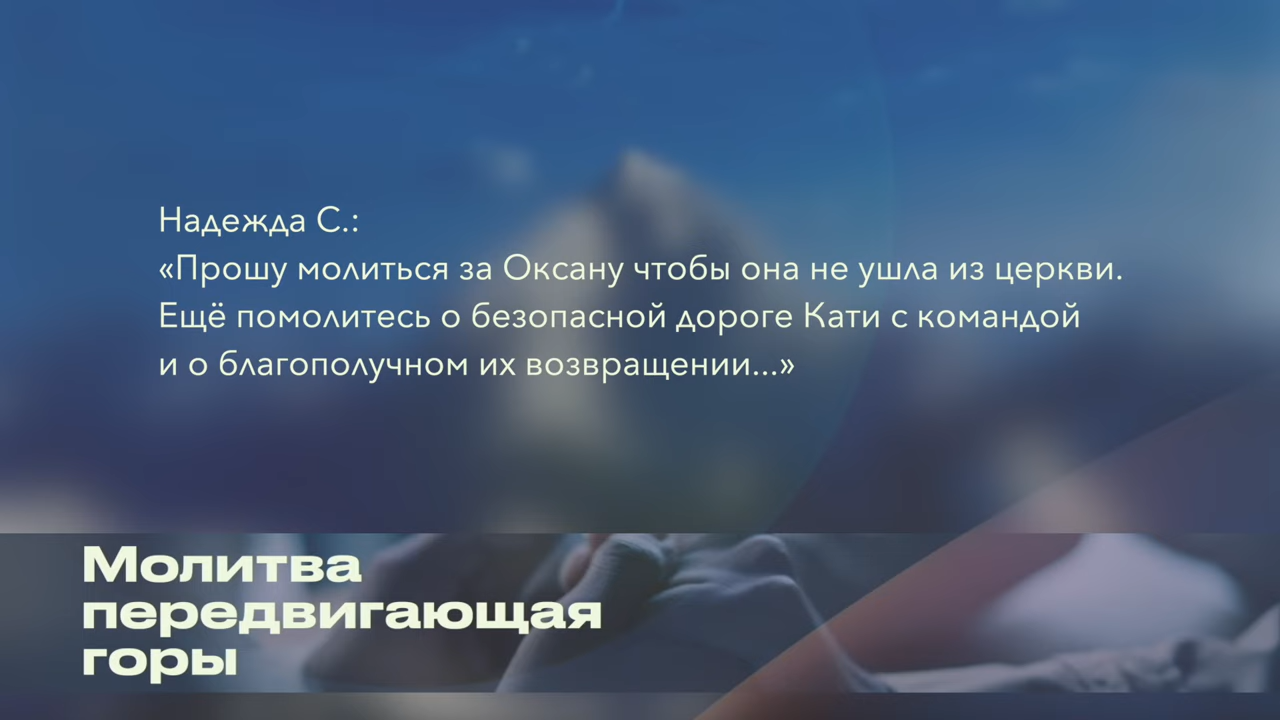 Надежда С.:
«Прошу молиться за Оксану чтобы она не ушла из церкви.
Ещё помолитесь о безопасной дороге Кати с командой
и о благополучном их возвращении...»
Молитва
передвигающая
горы